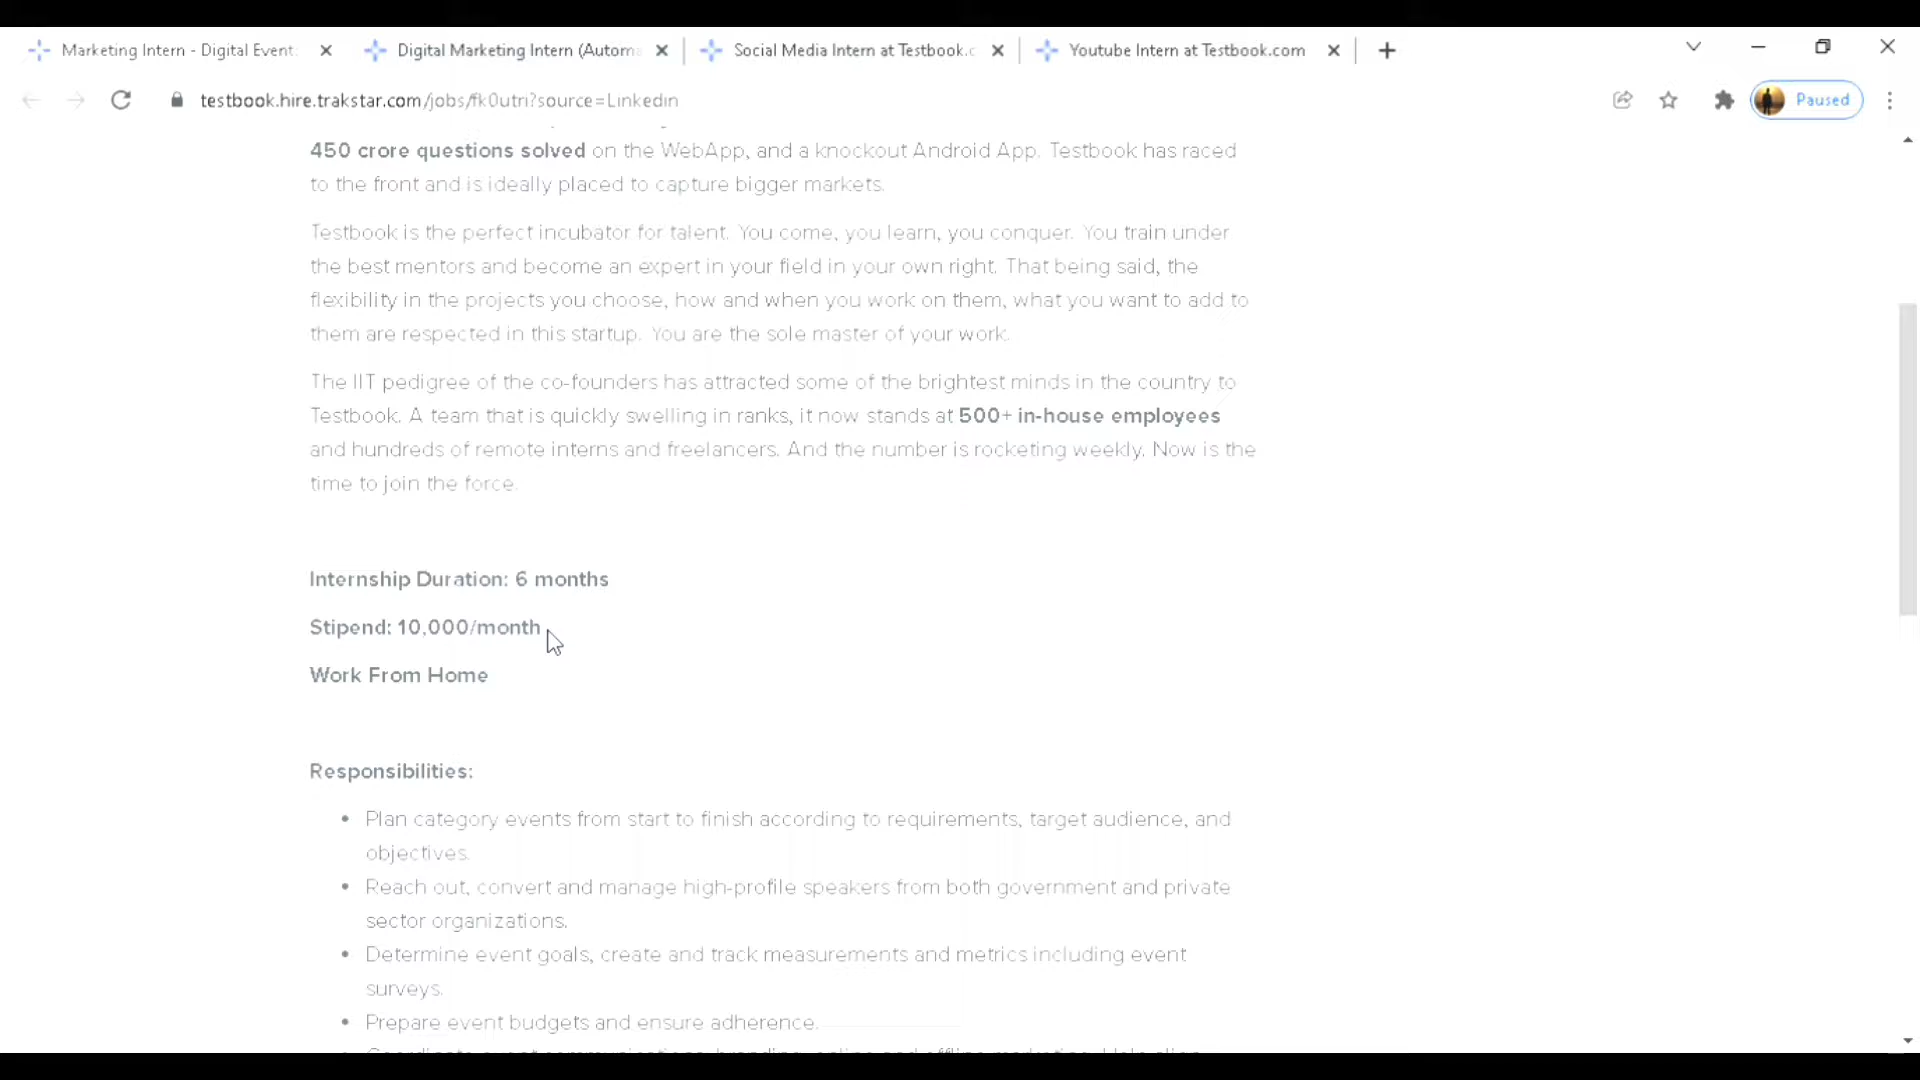 Marketing Intern - Digital Event:
Digital Marketing Intern (Autom
Social Media Intern at Testbook.c
Youtube Intern at Testbook.com
testbook.hire.trakstar.com/jobs/fk0utri?source=LinkedIn
Paused
450 crore questions solved on the WebApp, and a knockout Android App. Testbook has raced
to the front and is ideally placed to capture bigger markets.
Testbook is the perfect incubator for talent. You come, you learn, you conquer. You train under
the best mentors and become an expert in your field in your own right. That being said, the
flexibility in the projects you choose, how and when you work on them, what you want to add to
them are respected in this startup. You are the sole master of your work.
The IIT pedigree of the co-founders has attracted some of the brightest minds in the country to
Testbook. A team that is quickly swelling in ranks, it now stands at 500+ in-house employees
and hundreds of remote interns and freelancers. And the number is rocketing weekly. Now is the
time to join the force.
Internship Duration: 6 months
Stipend: 10,000/month
Work From Home
Responsibilities:
• Plan category events from start to finish according to requirements, target audience, and
objectives.
• Reach out, convert and manage high-profile speakers from both government and private
sector organizations.
• Determine event goals, create and track measurements and metrics including event
surveys.
• Prepare event budgets and ensure adherence.